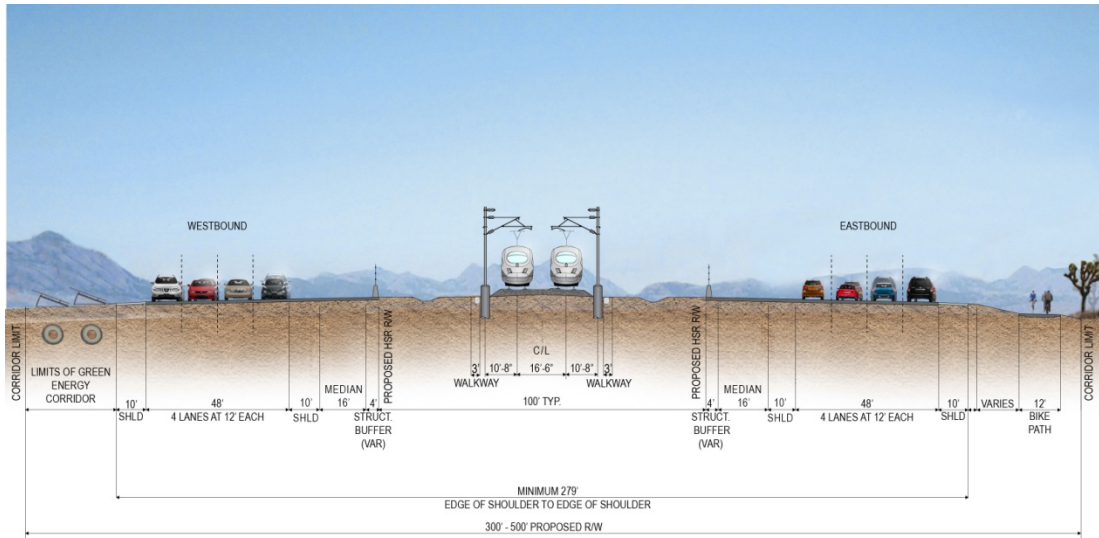 WESTBOUND
EASTBOUND
CORRIDOR LIMIT
LIMITS OF GREEN
ENERGY
CORRIDOR
10'
SHLD
48'
4 LANES AT 12' EACH
10'
SHLD
MEDIAN
16'
4'
STRUCT.
BUFFER
(VAR)
PROPOSED HSR R/W
C/L
3'
10'-8"
16'-6"
10'-8"
3'
WALKWAY
WALKWAY
100' TYP.
PROPOSED HSR R/W
4'
STRUCT.
BUFFER
(VAR)
MEDIAN
16'
10'
SHLD
48'
4 LANES AT 12' EACH
10'
SHLD
VARIES
12'
BIKE
PATH
CORRIDOR LIMIT
MINIMUM 279'
EDGE OF SHOULDER TO EDGE OF SHOULDER
300' - 500' PROPOSED R/W